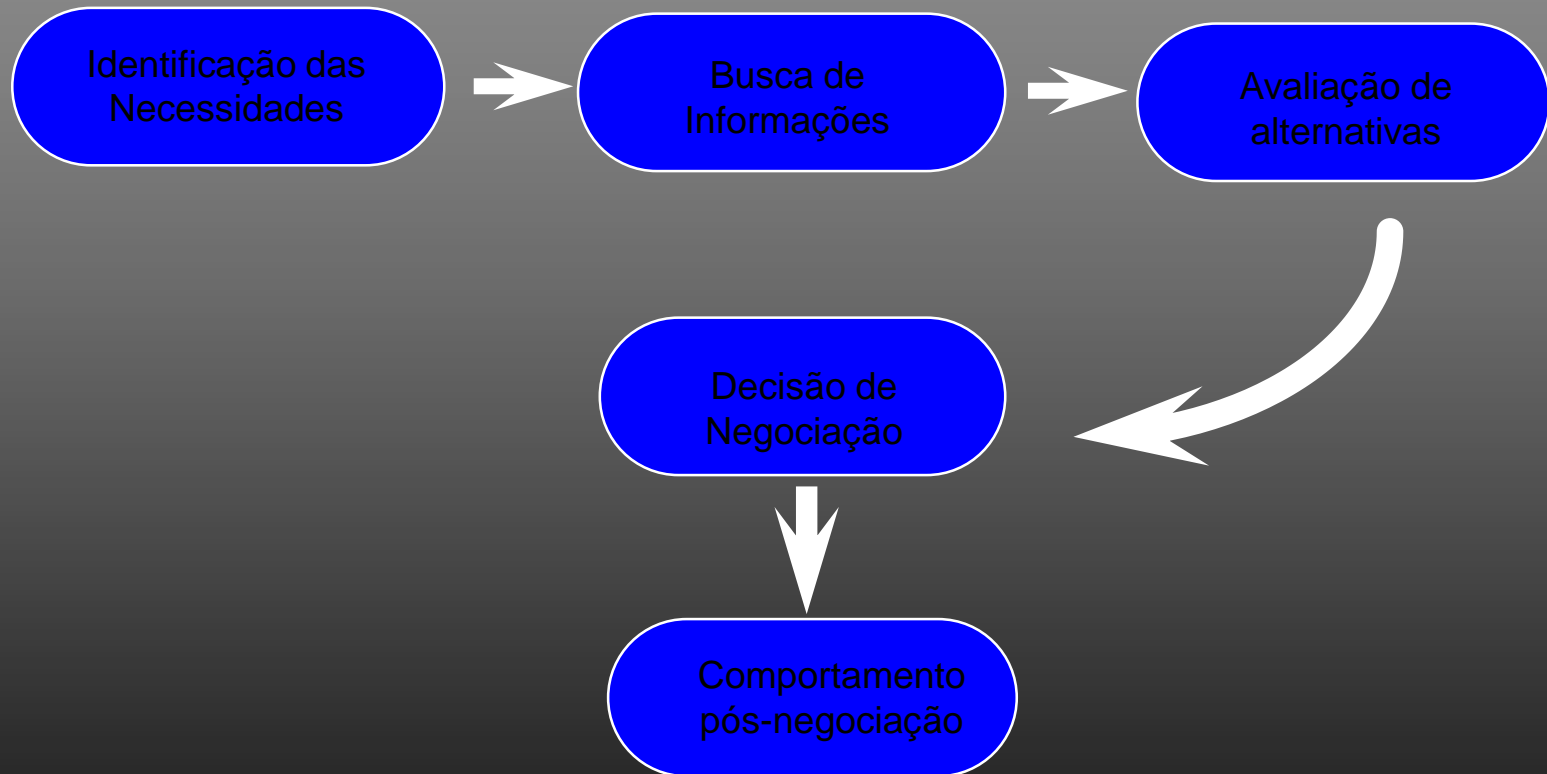 Identificação das
Necessidades
Busca de
Informações
Avaliação de
alternativas
Decisão de
Negociação
Comportamento
pós-negociação